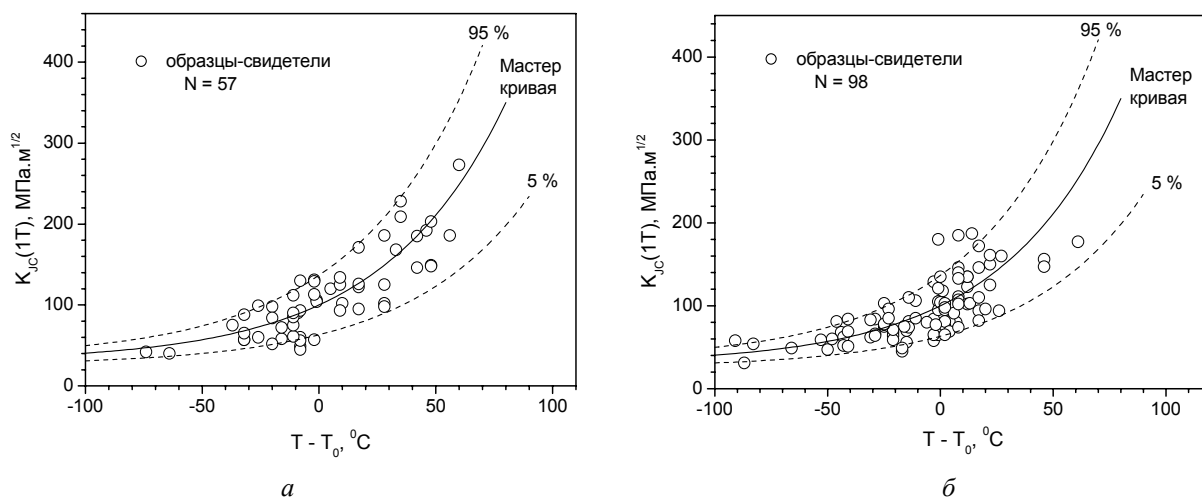 400
300
200
100
0
-100
-50
0
50
100
K_JC(1T), МПа.м^1/2
T - T_0, ^0C
образцы-свидетели
N = 57
95 %
Мастер
кривая
5 %
а
400
300
200
100
0
-100
-50
0
50
100
K_JC(1T), МПа.м^1/2
T - T_0, ^0C
образцы-свидетели
N = 98
95 %
Мастер
кривая
5 %
б